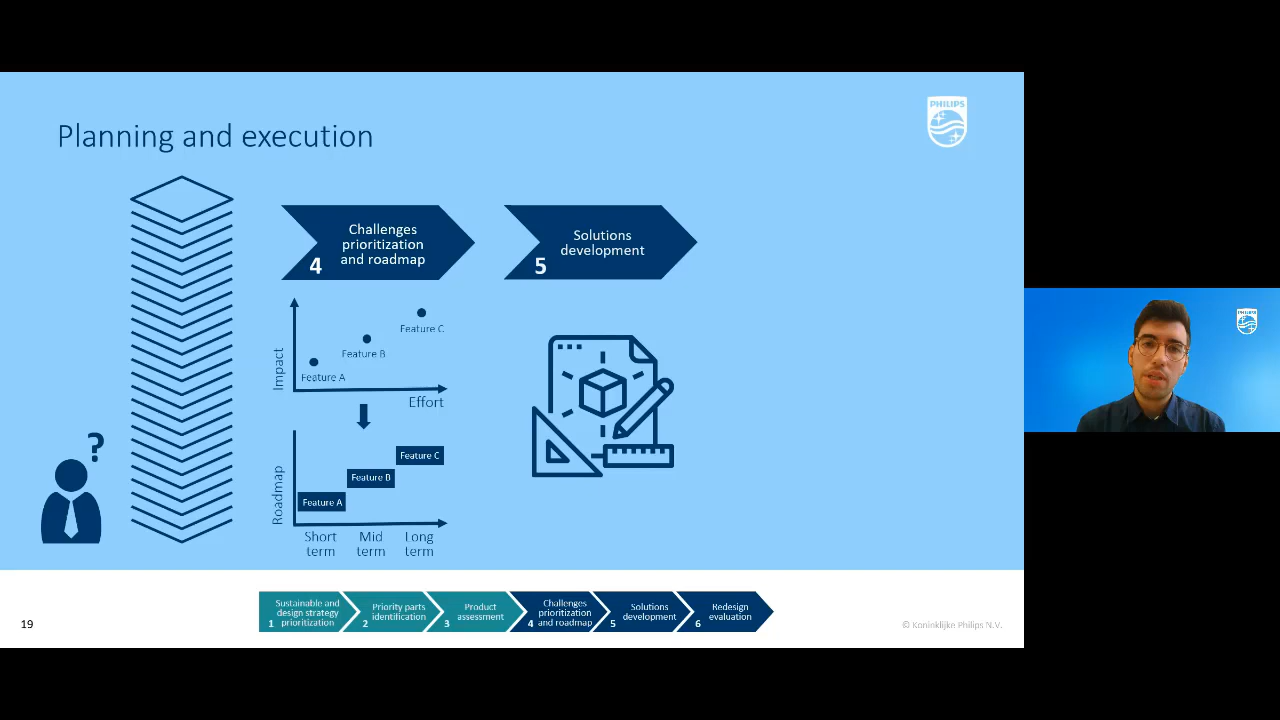 PHILIPS
Planning and execution
Challenges
prioritization
and roadmap
4
Solutions
development
5
Impact
Feature C
Feature B
Feature A
Effort
?
Roadmap
Feature C
Feature B
Feature A
Short
term
Mid
term
Long
term
19
Sustainable and
design strategy
prioritization
1
Priority parts
identification
2
Product
assessment
3
Challenges
prioritization
and roadmap
4
Solutions
development
5
Redesign
evaluation
6
© Koninklijke Philips N.V.
PHILIPS